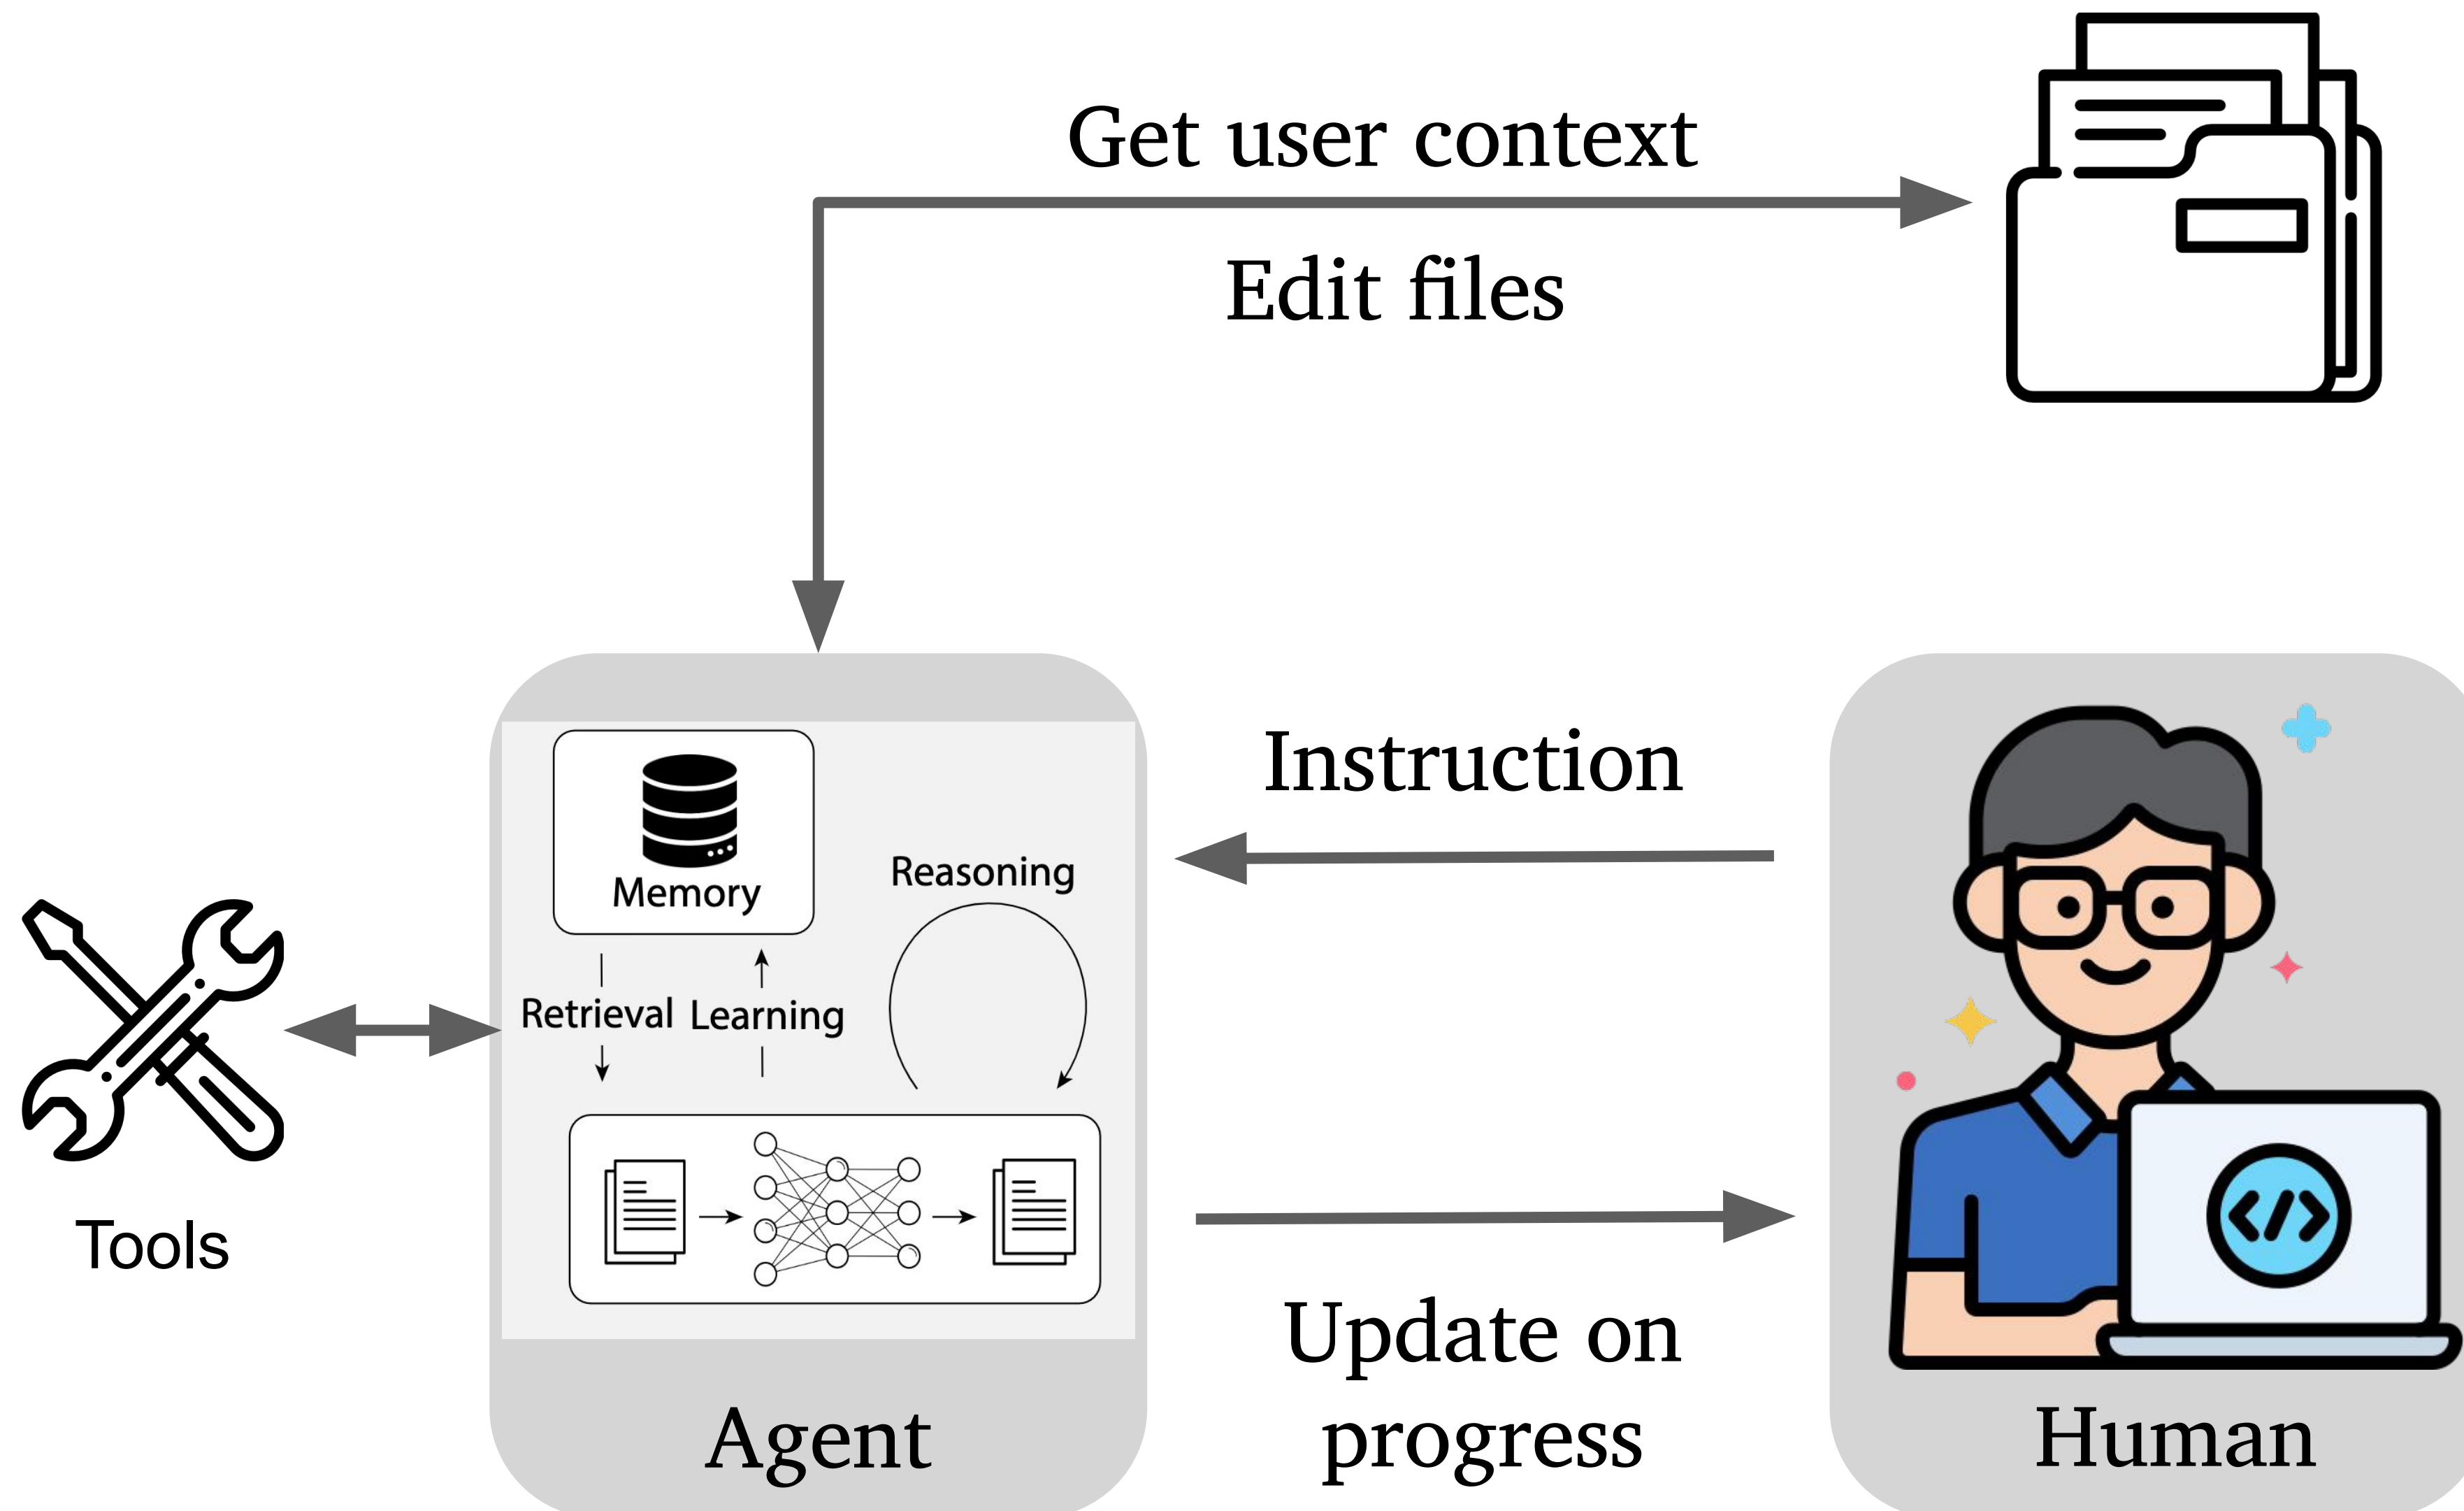 Get user context
Edit files
Instruction
Memory
Reasoning
Retrieval Learning
Tools
Update on
progress
Agent
Human
</>